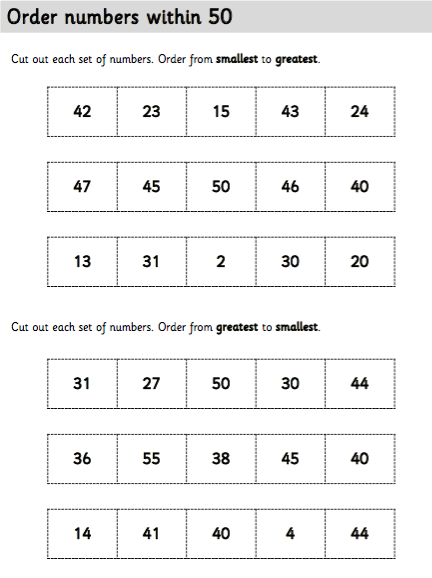 Order numbers within 50
Cut out each set of numbers. Order from smallest to greatest.
42 23 15 43 24
47 45 50 46 40
13 31 2 30 20
Cut out each set of numbers. Order from greatest to smallest.
31 27 50 30 44
36 55 38 45 40
14 41 40 4 44